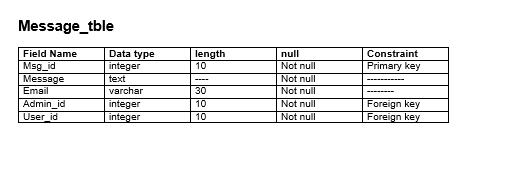 Message_tble
Field Name Data type length null Constraint
Msg_id integer 10 Not null Primary key
Message text ---- Not null -----------
Email varchar 30 Not null --------
Admin_id integer 10 Not null Foreign key
User_id integer 10 Not null Foreign key